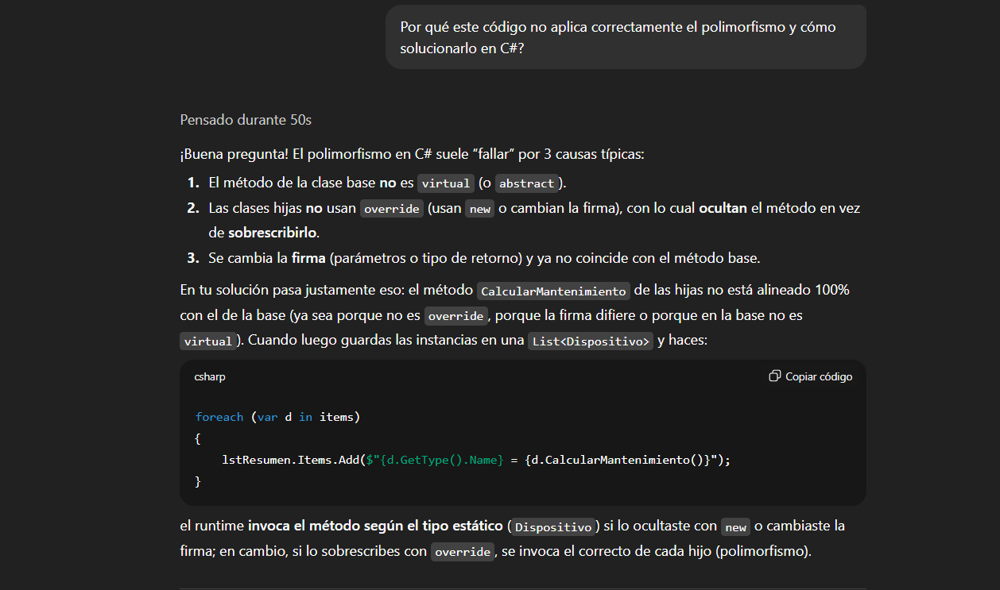 Por qué este código no aplica correctamente el polimorfismo y cómo
solucionarlo en C#?
Pensado durante 50s
¡Buena pregunta! El polimorfismo en C# suele “fallar” por 3 causas típicas:
1. El método de la clase base no es virtual (o abstract).
2. Las clases hijas no usan override (usan new o cambian la firma), con lo cual ocultan el método en vez
de sobrescribirlo.
3. Se cambia la firma (parámetros o tipo de retorno) y ya no coincide con el método base.
En tu solución pasa justamente eso: el método CalcularMantenimiento de las hijas no está alineado 100%
con el de la base (ya sea porque no es override, porque la firma difiere o porque en la base no es
virtual). Cuando luego guardas las instancias en una List<Dispositivo> y haces:
csharp
Copiar código
foreach (var d in items)
{
    lstResumen.Items.Add($"{d.GetType().Name} = {d.CalcularMantenimiento()}");
}
el runtime invoca el método según el tipo estático (Dispositivo) si lo ocultaste con new o cambiaste la
firma; en cambio, si lo sobrescribes con override, se invoca el correcto de cada hijo (polimorfismo).